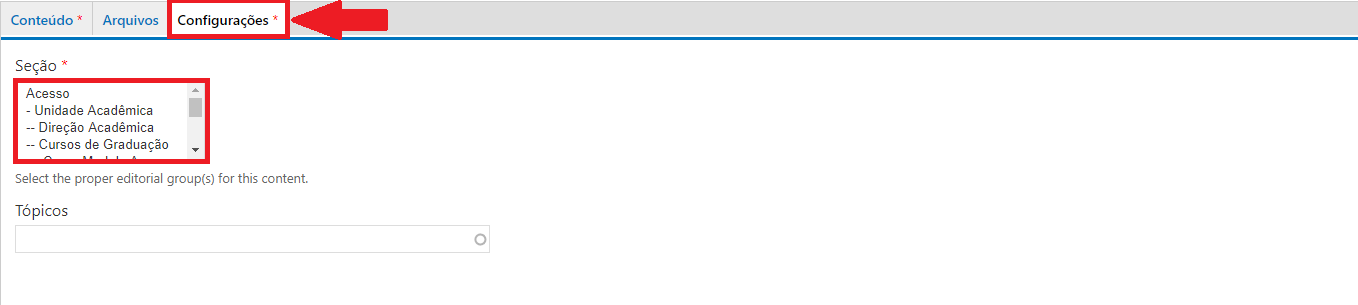 Conteúdo * Arquivos Configurações *
Seção *
Acesso
- Unidade Acadêmica
-- Direção Acadêmica
-- Cursos de Graduação
Select the proper editorial group(s) for this content.
Tópicos